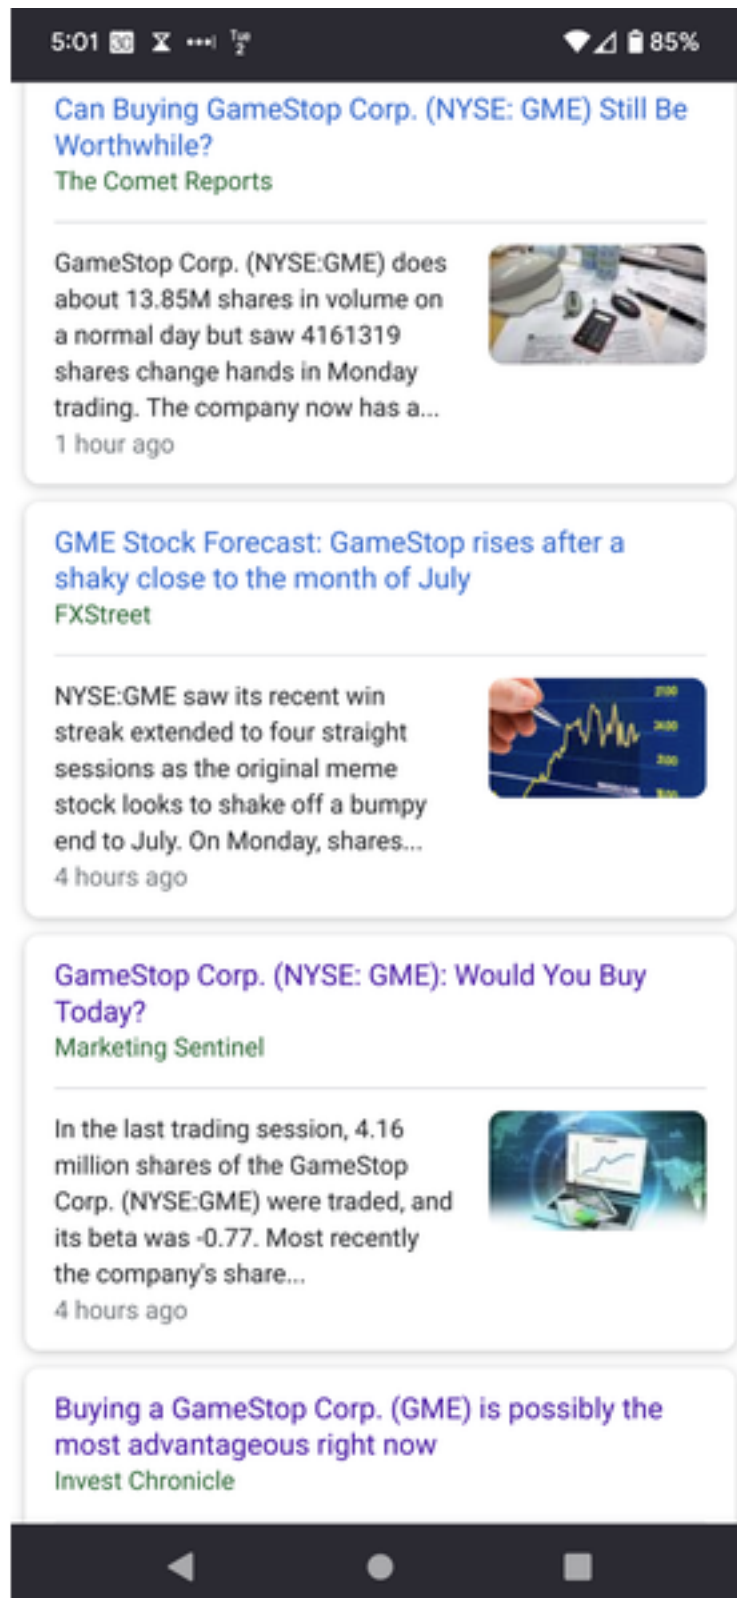 5:01 30 Tue 85%
2
Can Buying GameStop Corp. (NYSE: GME) Still Be
Worthwhile?
The Comet Reports
GameStop Corp. (NYSE:GME) does
about 13.85M shares in volume on
a normal day but saw 4161319
shares change hands in Monday
trading. The company now has a...
1 hour ago
GME Stock Forecast: GameStop rises after a
shaky close to the month of July
FXStreet
NYSE:GME saw its recent win
streak extended to four straight
sessions as the original meme
stock looks to shake off a bumpy
end to July. On Monday, shares...
4 hours ago
GameStop Corp. (NYSE: GME): Would You Buy
Today?
Marketing Sentinel
In the last trading session, 4.16
million shares of the GameStop
Corp. (NYSE:GME) were traded, and
its beta was -0.77. Most recently
the company's share...
4 hours ago
Buying a GameStop Corp. (GME) is possibly the
most advantageous right now
Invest Chronicle